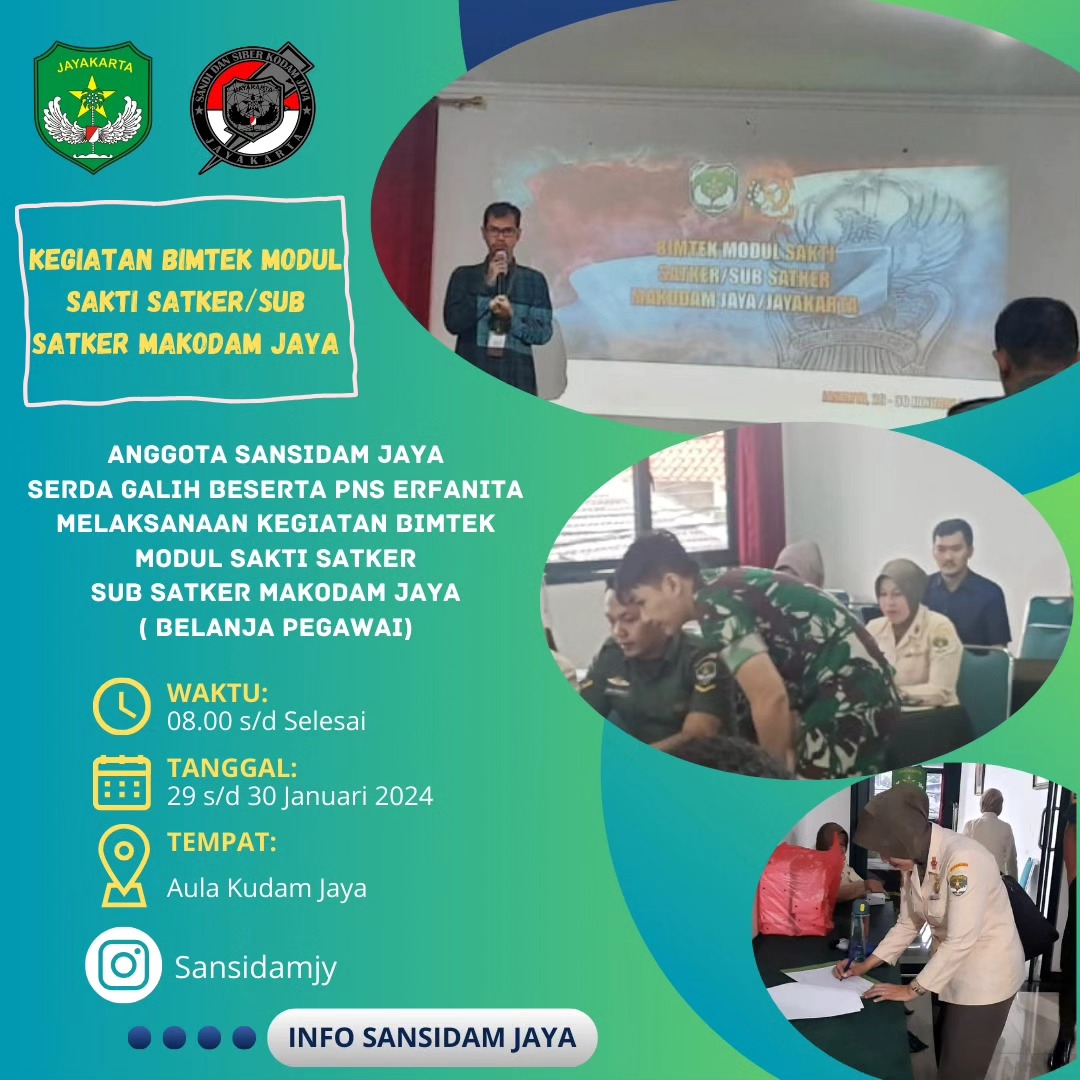 JAYAKARTA
SANDI DAN SIBER KODAM JAYA
JAYAKARTA
JAYAKARTA
KEGIATAN BIMTEK MODUL
SAKTI SATKER/SUB
SATKER MAKODAM JAYA
BIMTEK MODUL SAKTI
SATKER/SUB SATKER
MAKODAM JAYA/JAYAKARTA
ANGGOTA SANSIDAM JAYA
SERDA GALIH BESERTA PNS ERFANITA
MELAKSANAAN KEGIATAN BIMTEK
MODUL SAKTI SATKER
SUB SATKER MAKODAM JAYA
( BELANJA PEGAWAI)
WAKTU:
08.00 s/d Selesai
TANGGAL:
29 s/d 30 Januari 2024
TEMPAT:
Aula Kudam Jaya
Sansidamjy
INFO SANSIDAM JAYA